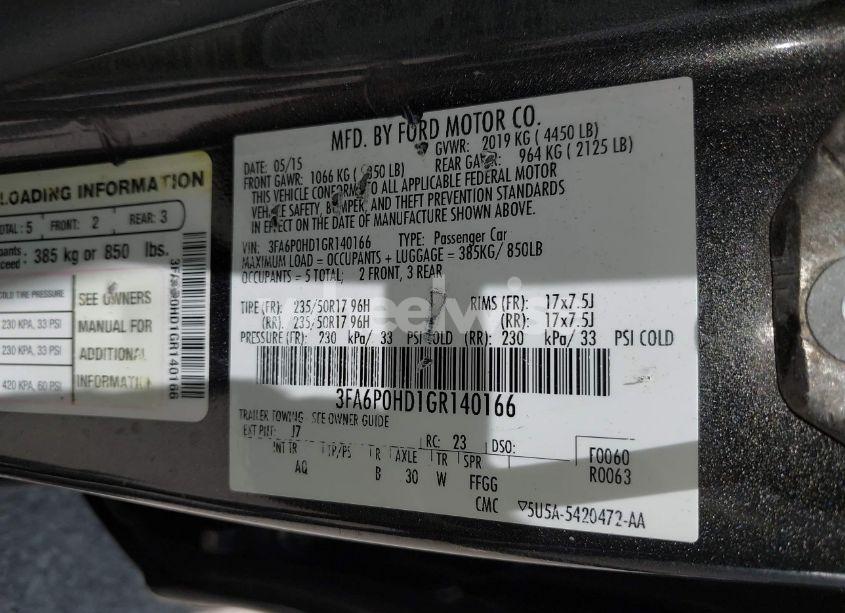 LOADING INFORMATION
TOTAL : 5 FRONT: 2 REAR: 3
385 kg or 850 lbs.
COLD TIRE PRESSURE
230 KPA, 33 PSI
230 KPA, 33 PSI
420 KPA, 60 PSI
SEE OWNERS
MANUAL FOR
ADDITIONAL
INFORMATION
3FA6P0HD1GR140166
MFD. BY FORD MOTOR CO.
DATE: 05/15 GVWR: 2019 KG ( 4450 LB)
FRONT GAWR: 1066 KG ( 350 LB) REAR GAWR: 964 KG ( 2125 LB)
THIS VEHICLE CONFORMS TO ALL APPLICABLE FEDERAL MOTOR
VEHICLE SAFETY, BUMPER, AND THEFT PREVENTION STANDARDS
IN EFFECT ON THE DATE OF MANUFACTURE SHOWN ABOVE.
VIN: 3FA6P0HD1GR140166 TYPE: Passenger Car
MAXIMUM LOAD = OCCUPANTS + LUGGAGE = 385KG/ 850LB
OCCUPANTS = 5 TOTAL; 2 FRONT, 3 REAR
TIRE (FR): 235/50R17 96H RIMS (FR): 17x7.5J
(RR): 235/50R17 96H (RR): 17x7.5J
PRESSURE (FR): 230 kPa/ 33 PSI COLD (RR): 230 kPa/ 33 PSI COLD
3FA6P0HD1GR140166
TRAILER TOWING SEE OWNER GUIDE
EXT PNT: J7 RC: 23 DSO: F0060
R0063
INT TR TP/PS R AXLE TR SPR
AQ B 30 W FFGG
CMC ▽5U5A-5420472-AA
wheelwis